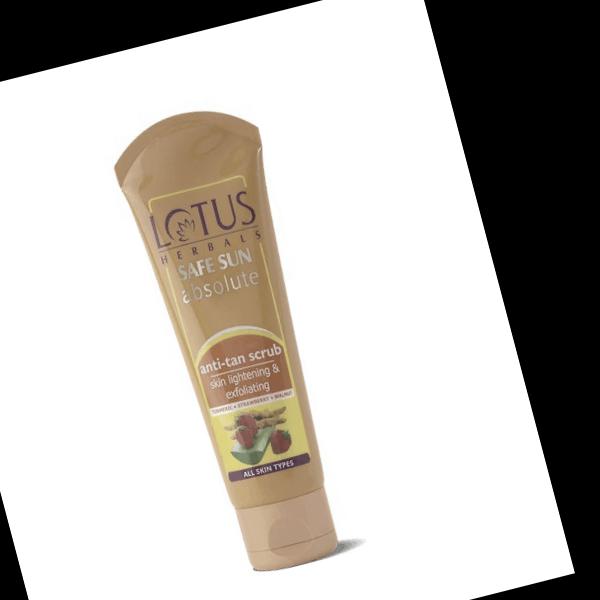 LOTUS
HERBALS
SAFE SUN
absolute
anti-tan scrub
skin lightening &
exfoliating
TURMERIC • STRAWBERRY • WALNUT
ALL SKIN TYPES